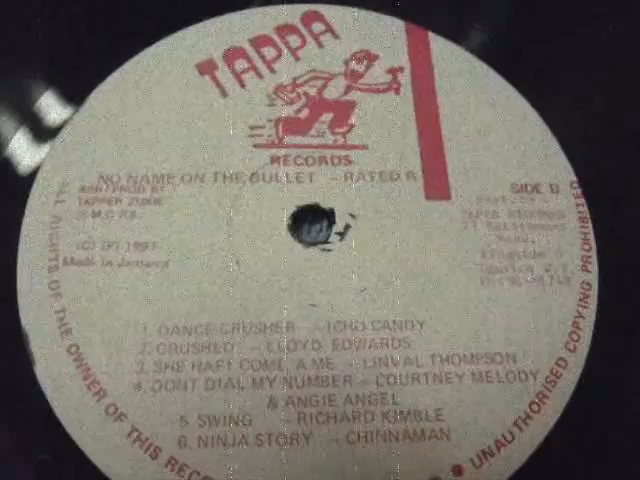 TAPPA
RECORDS
NO NAME ON THE BULLET - RATED R
TAPPER ZUKIE
Made in Jamaica
SIDE D
1. DANCE CRUSHER - ICHO CANDY
2. CRUSHED - LLOYD EDWARDS
3. SHE HAFI COME A ME - LINVAL THOMPSON
4. DONT DIAL MY NUMBER - COURTNEY MELODY
& ANGIE ANGEL
5. SWING - RICHARD KIMBLE
6. NINJA STORY - CHINNAMAN
ALL RIGHTS OF THE OWNER OF THIS
UNAUTHORISED COPYING PROHIBITED